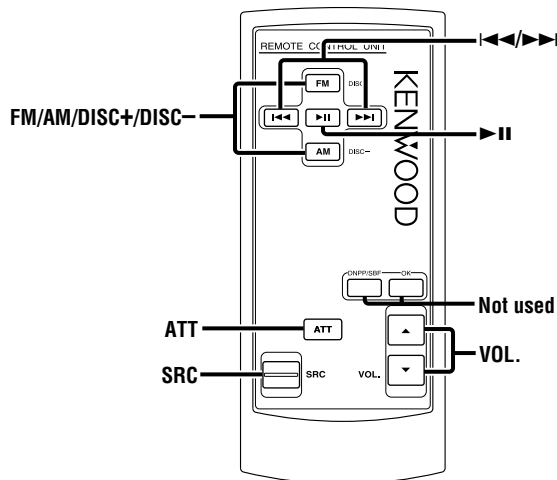 ⏮/⏭
REMOTE CONTROL UNIT
FM
DISC
FM/AM/DISC+/DISC−
⏮
►II
⏭
►II
AM
DISC−
KENWOOD
DNPP/SBF
OK
Not used
ATT
ATT
▲
VOL.
SRC
SRC
VOL.
▼